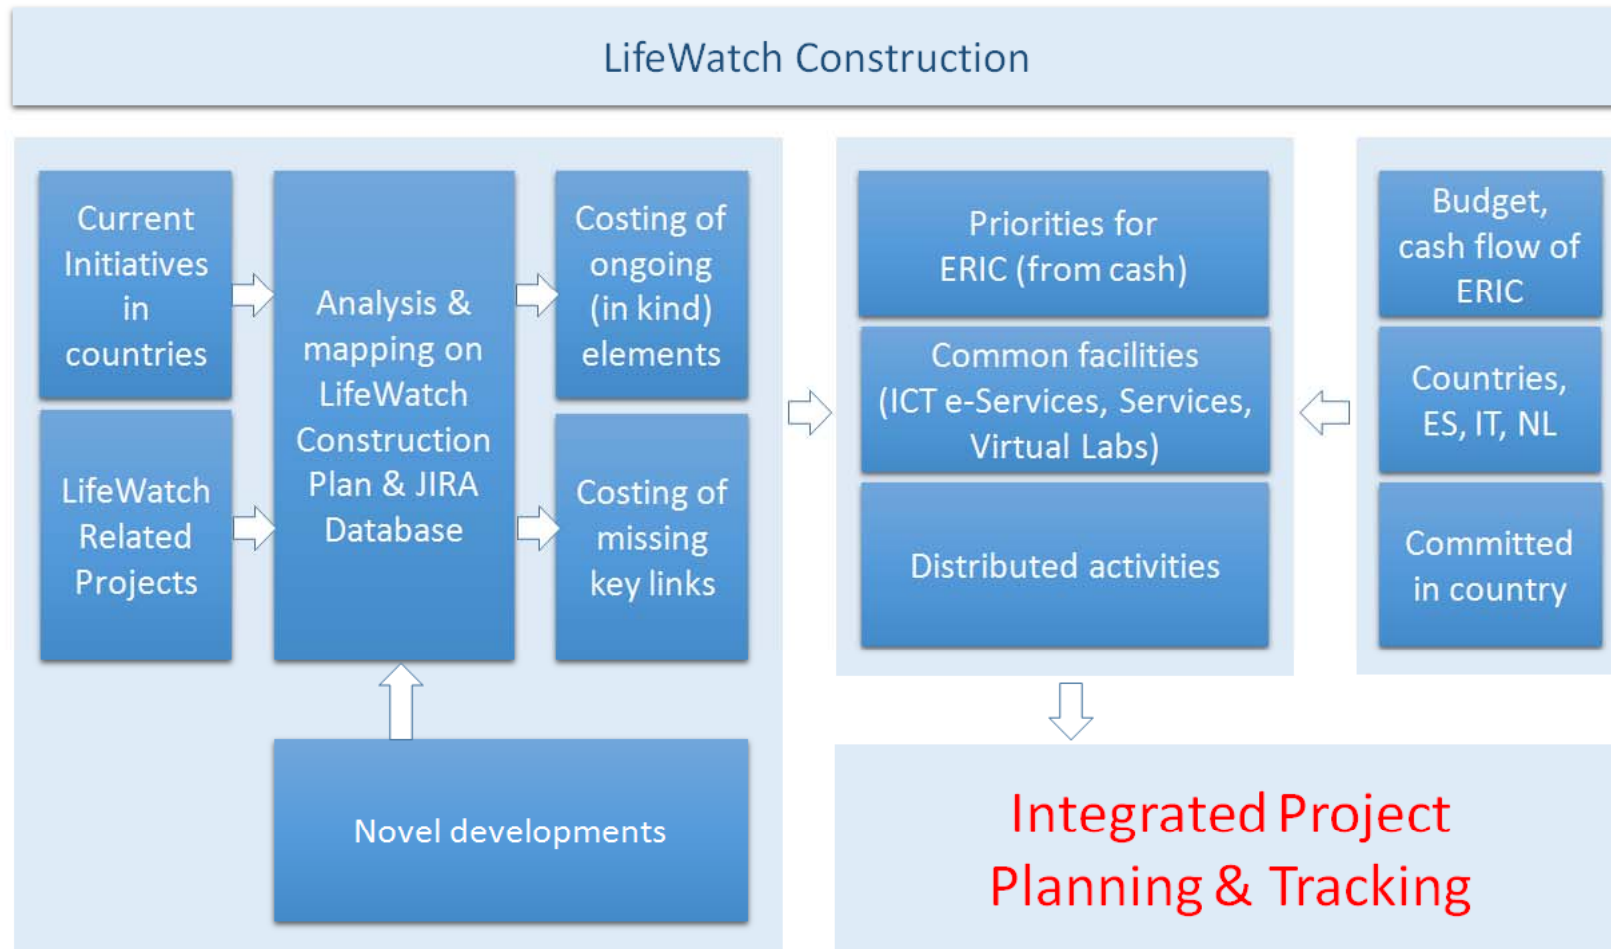 LifeWatch Construction
Current
Initiatives
in
countries
LifeWatch
Related
Projects
Analysis &
mapping on
LifeWatch
Construction
Plan & JIRA
Database
Costing of
ongoing
(in kind)
elements
Costing of
missing
key links
Novel developments
Priorities for
ERIC (from cash)
Common facilities
(ICT e-Services, Services,
Virtual Labs)
Distributed activities
Budget,
cash flow of
ERIC
Countries,
ES, IT, NL
Committed
in country
Integrated Project
Planning & Tracking